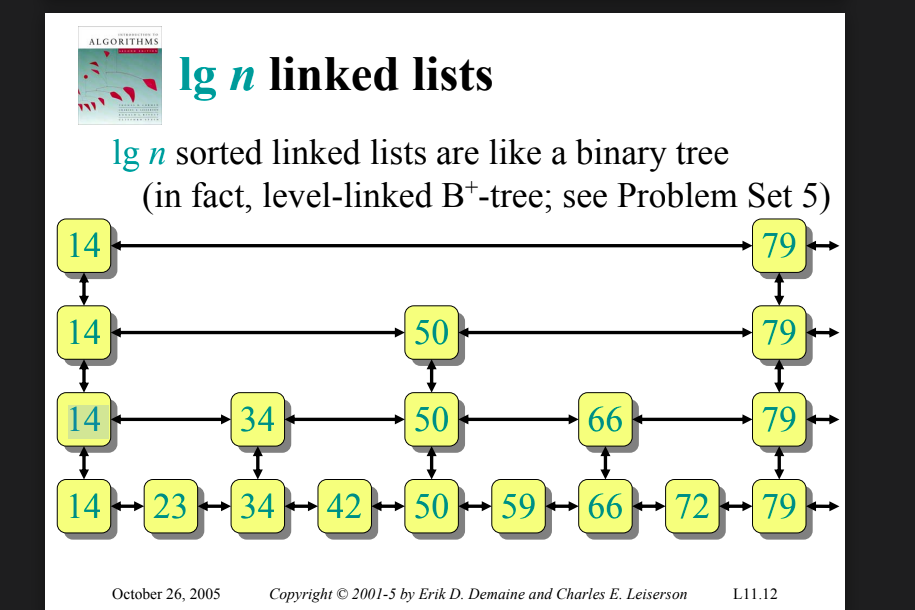 INTRODUCTION TO
ALGORITHMS
SECOND EDITION
lg n linked lists
lg n sorted linked lists are like a binary tree
(in fact, level-linked B+-tree; see Problem Set 5)
14 79
14 50 79
14 34 50 66 79
14 23 34 42 50 59 66 72 79
October 26, 2005 Copyright © 2001-5 by Erik D. Demaine and Charles E. Leiserson L11.12